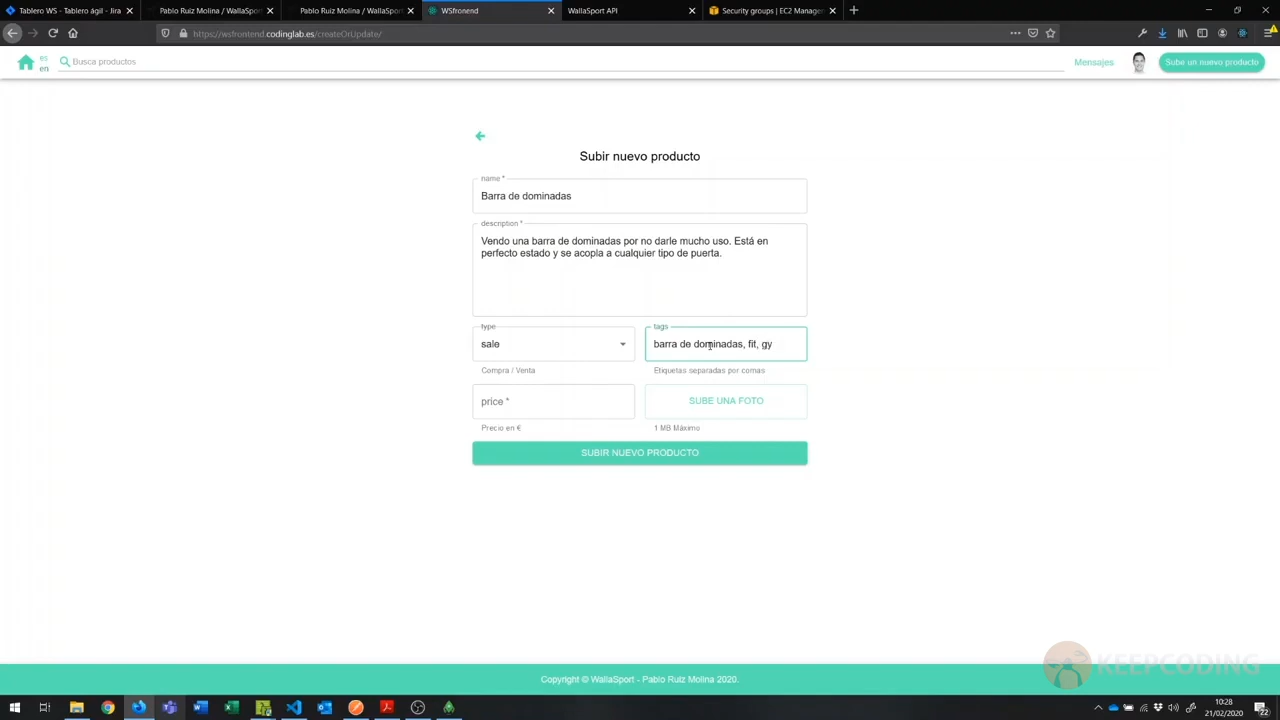 Tablero WS - Tablero ágil - Jira
Pablo Ruiz Molina / WallaSport
Pablo Ruiz Molina / WallaSport
WSfronend
WallaSport API
Security groups | EC2 Manager
https://wsfrontend.codinglab.es/createOrUpdate/
es
en
Busca productos
Mensajes
Sube un nuevo producto
Subir nuevo producto
name *
Barra de dominadas
description *
Vendo una barra de dominadas por no darle mucho uso. Está en
perfecto estado y se acopla a cualquier tipo de puerta.
type
sale
Compra / Venta
tags
barra de dominadas, fit, gy
Etiquetas separadas por comas
price *
Precio en €
SUBE UNA FOTO
1 MB Máximo
SUBIR NUEVO PRODUCTO
KEEPCODING
Copyright © WallaSport - Pablo Ruiz Molina 2020.
10:28
21/02/2020
22